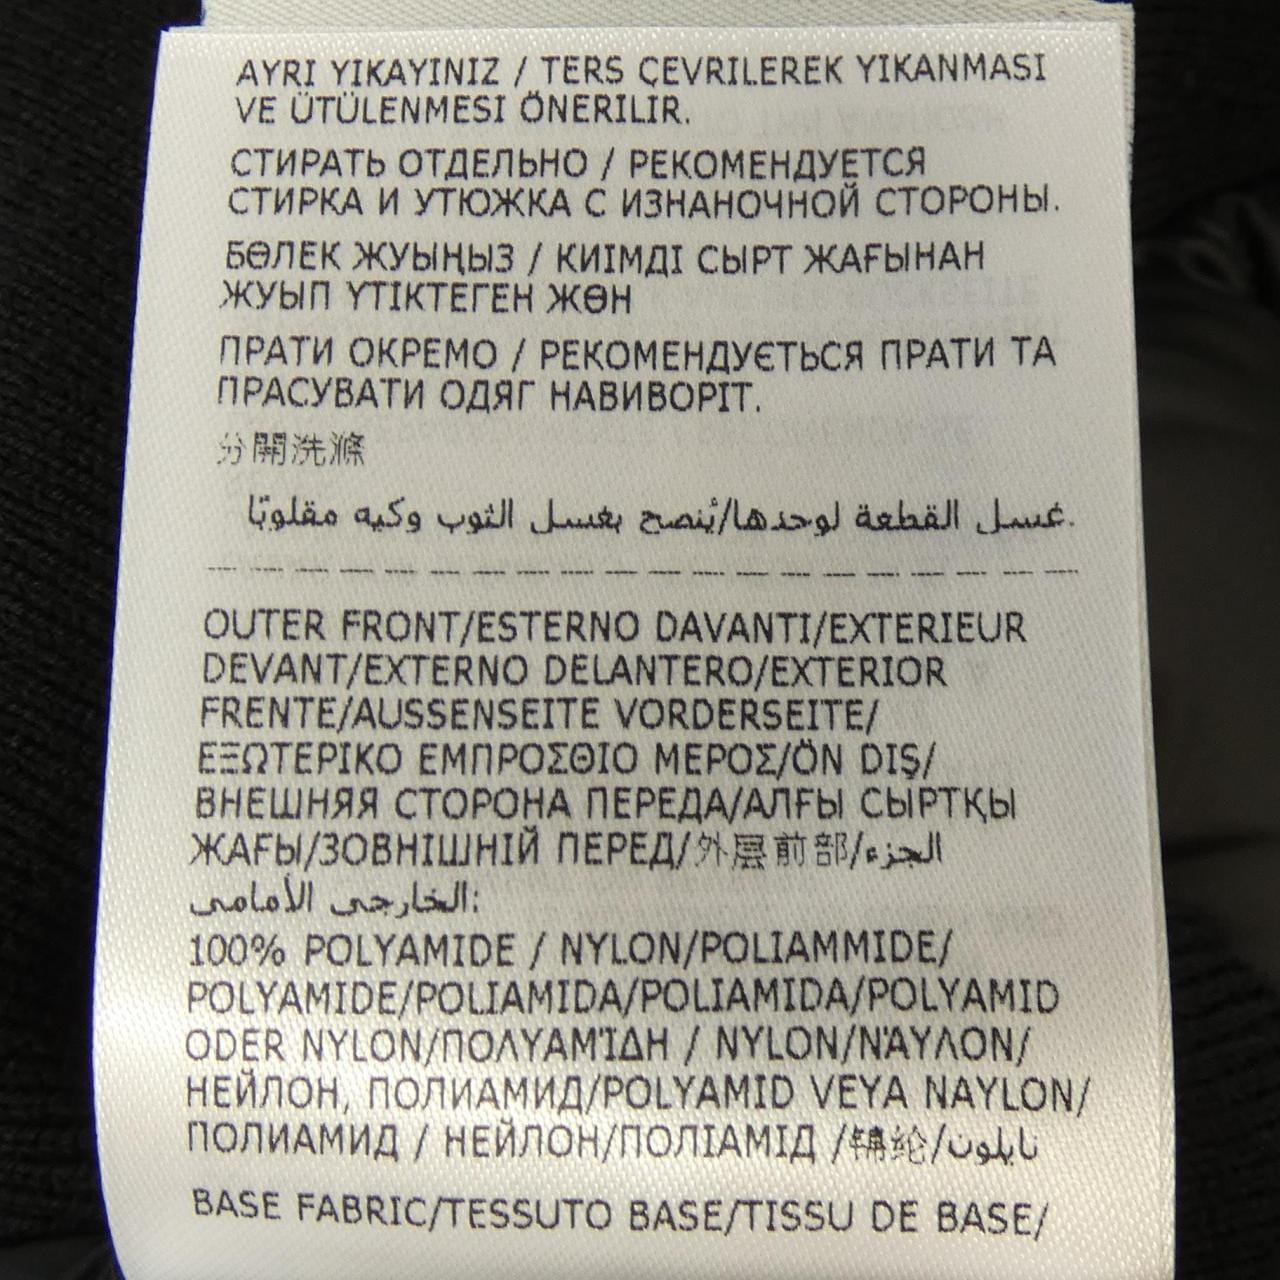 AYRI YIKAYINIZ / TERS ÇEVRILEREK YIKANMASI
VE ÜTÜLENMESI ÖNERILIR.
СТИРАТЬ ОТДЕЛЬНО / РЕКОМЕНДУЕТСЯ
СТИРКА И УТЮЖКА С ИЗНАНОЧНОЙ СТОРОНЫ.
БӨЛЕК ЖУЫҢЫЗ / КИІМДІ СЫРТ ЖАҒЫНАН
ЖУЫП ҮТІКТЕГЕН ЖӨН
ПРАТИ ОКРЕМО / РЕКОМЕНДУЄТЬСЯ ПРАТИ ТА
ПРАСУВАТИ ОДЯГ НАВИВОРІТ.
分開洗滌
غسل القطعة لوحدها/يُنصح بغسل الثوب وكيه مقلوبًا.
OUTER FRONT/ESTERNO DAVANTI/EXTERIEUR
DEVANT/EXTERNO DELANTERO/EXTERIOR
FRENTE/AUSSENSEITE VORDERSEITE/
ΕΞΩΤΕΡΙΚΟ ΕΜΠΡΟΣΘΙΟ ΜΕΡΟΣ/ÖN DIŞ/
ВНЕШНЯЯ СТОРОНА ПЕРЕДА/АЛҒЫ СЫРТҚЫ
ЖАҒЫ/ЗОВНІШНІЙ ПЕРЕД/外层前部/الجزء
الخارجي الأمامي:
100% POLYAMIDE / NYLON/POLIAMMIDE/
POLYAMIDE/POLIAMIDA/POLIAMIDA/POLYAMID
ODER NYLON/ΠΟΛΥΑΜΊΔΗ / NYLON/ΝΆΥΛΟΝ/
НЕЙЛОН, ПОЛИАМИД/POLYAMID VEYA NAYLON/
ПОЛИАМИД / НЕЙЛОН/ПОЛІАМІД /锦纶/نايلون
BASE FABRIC/TESSUTO BASE/TISSU DE BASE/